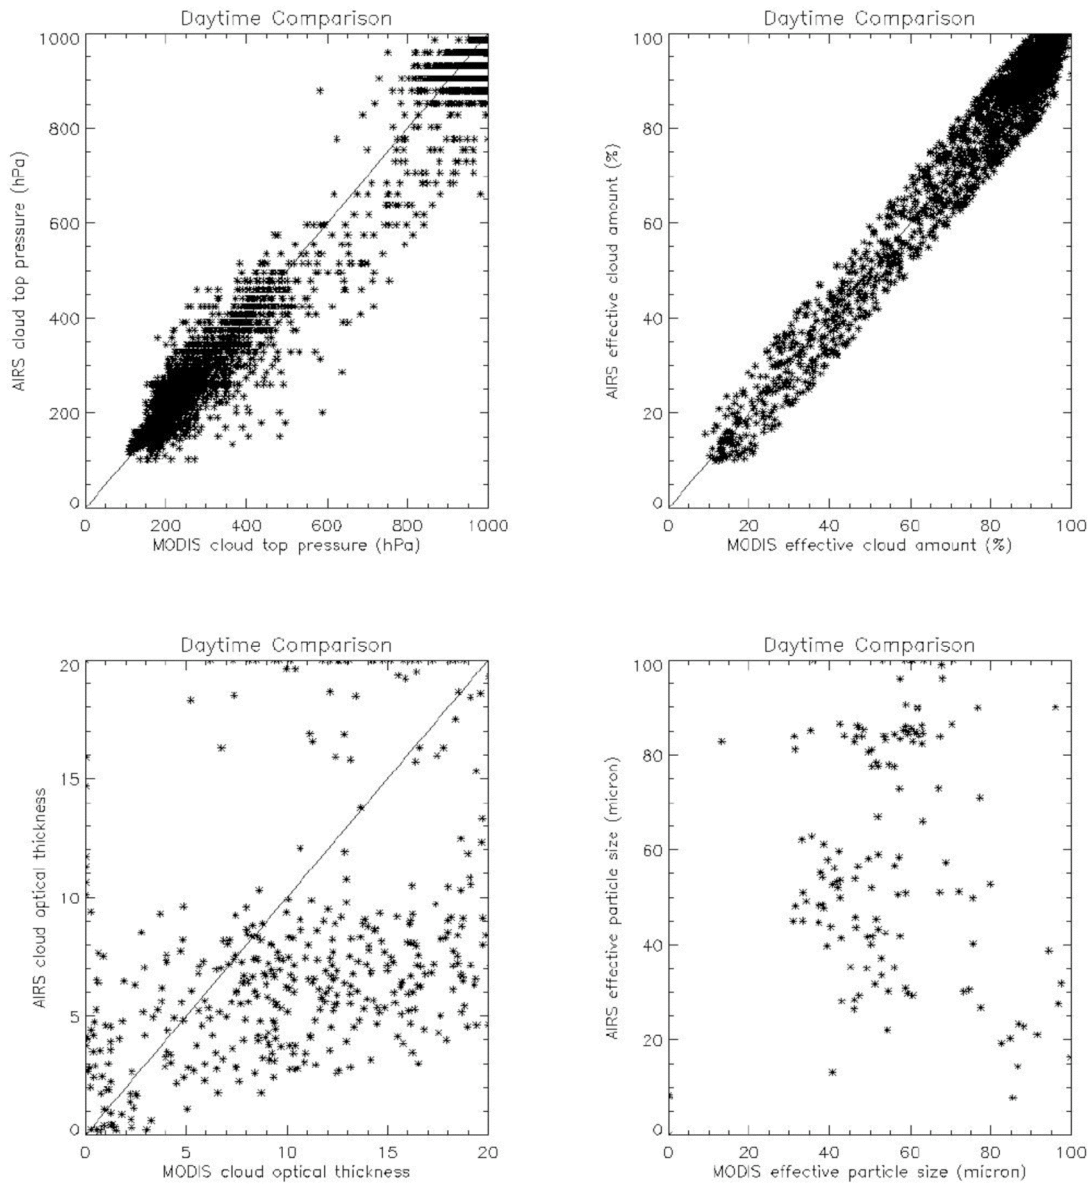 Daytime Comparison
1000
800
600
400
200
0
AIRS cloud top pressure (hPa)
0 200 400 600 800 1000
MODIS cloud top pressure (hPa)
Daytime Comparison
100
80
60
40
20
0
AIRS effective cloud amount (%)
0 20 40 60 80 100
MODIS effective cloud amount (%)
Daytime Comparison
20
15
10
5
0
AIRS cloud optical thickness
0 5 10 15 20
MODIS cloud optical thickness
Daytime Comparison
100
80
60
40
20
0
AIRS effective particle size (micron)
0 20 40 60 80 100
MODIS effective particle size (micron)